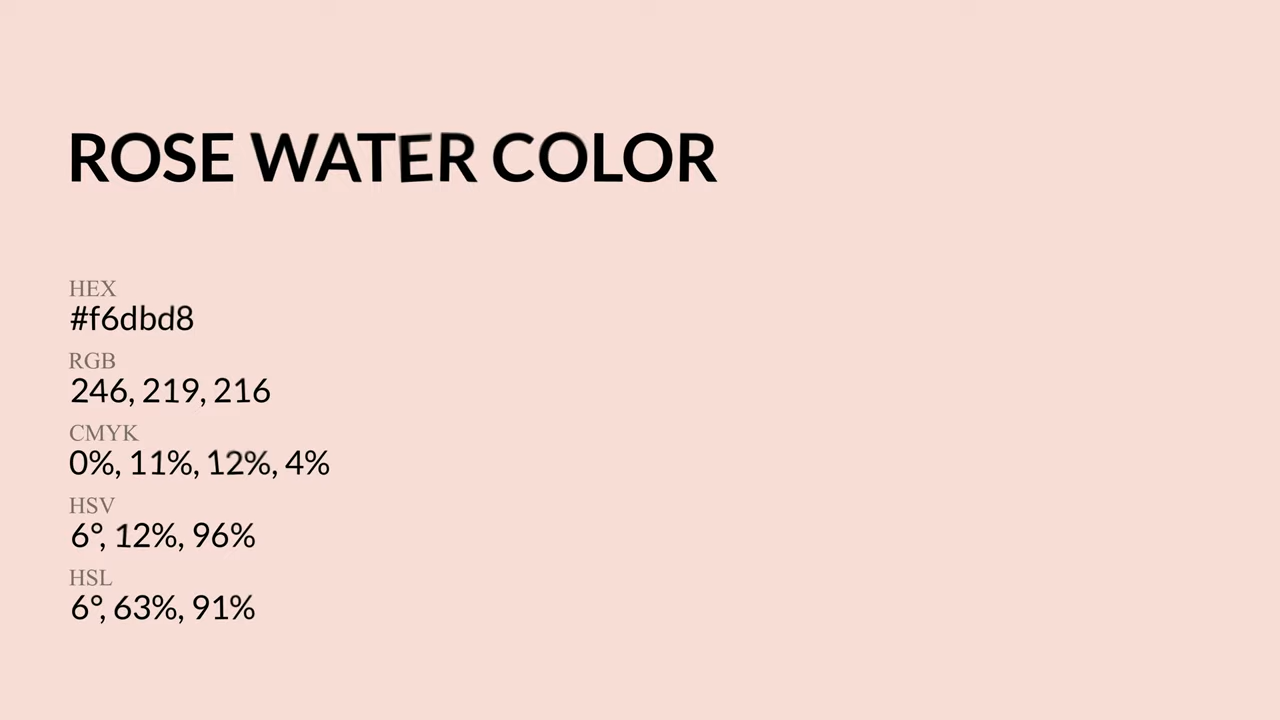 ROSE WATER COLOR
HEX
#f6dbd8
RGB
246, 219, 216
CMYK
0%, 11%, 12%, 4%
HSV
6°, 12%, 96%
HSL
6°, 63%, 91%